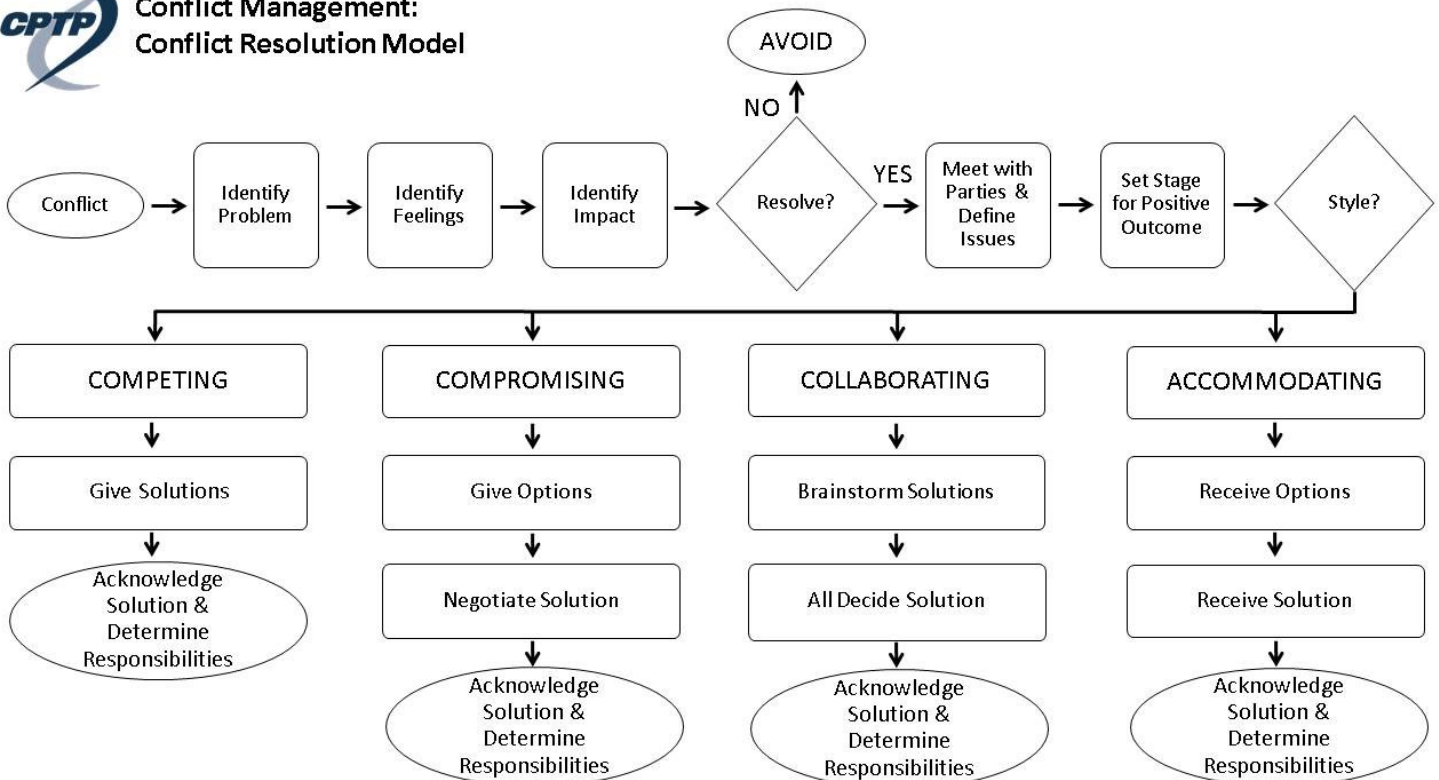 CPTP
Conflict Management:
Conflict Resolution Model
AVOID
NO
Conflict
Identify
Problem
Identify
Feelings
Identify
Impact
Resolve?
YES
Meet with
Parties &
Define
Issues
Set Stage
for Positive
Outcome
Style?
COMPETING
COMPROMISING
COLLABORATING
ACCOMMODATING
Give Solutions
Give Options
Brainstorm Solutions
Receive Options
Acknowledge
Solution &
Determine
Responsibilities
Negotiate Solution
All Decide Solution
Receive Solution
Acknowledge
Solution &
Determine
Responsibilities
Acknowledge
Solution &
Determine
Responsibilities
Acknowledge
Solution &
Determine
Responsibilities